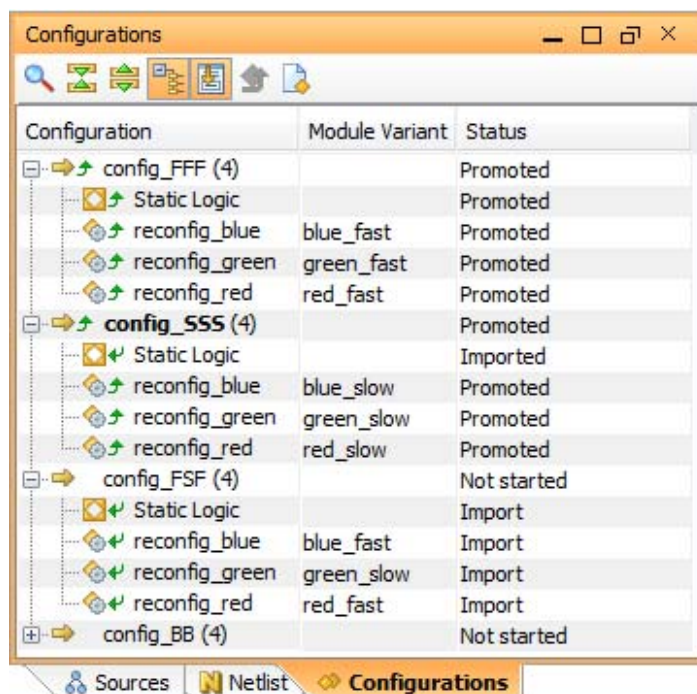 Configurations
Configuration Module Variant Status
config_FFF (4) Promoted
Static Logic Promoted
reconfig_blue blue_fast Promoted
reconfig_green green_fast Promoted
reconfig_red red_fast Promoted
config_SSS (4) Promoted
Static Logic Imported
reconfig_blue blue_slow Promoted
reconfig_green green_slow Promoted
reconfig_red red_slow Promoted
config_FSF (4) Not started
Static Logic Import
reconfig_blue blue_fast Import
reconfig_green green_slow Import
reconfig_red red_fast Import
config_BB (4) Not started
Sources Netlist Configurations